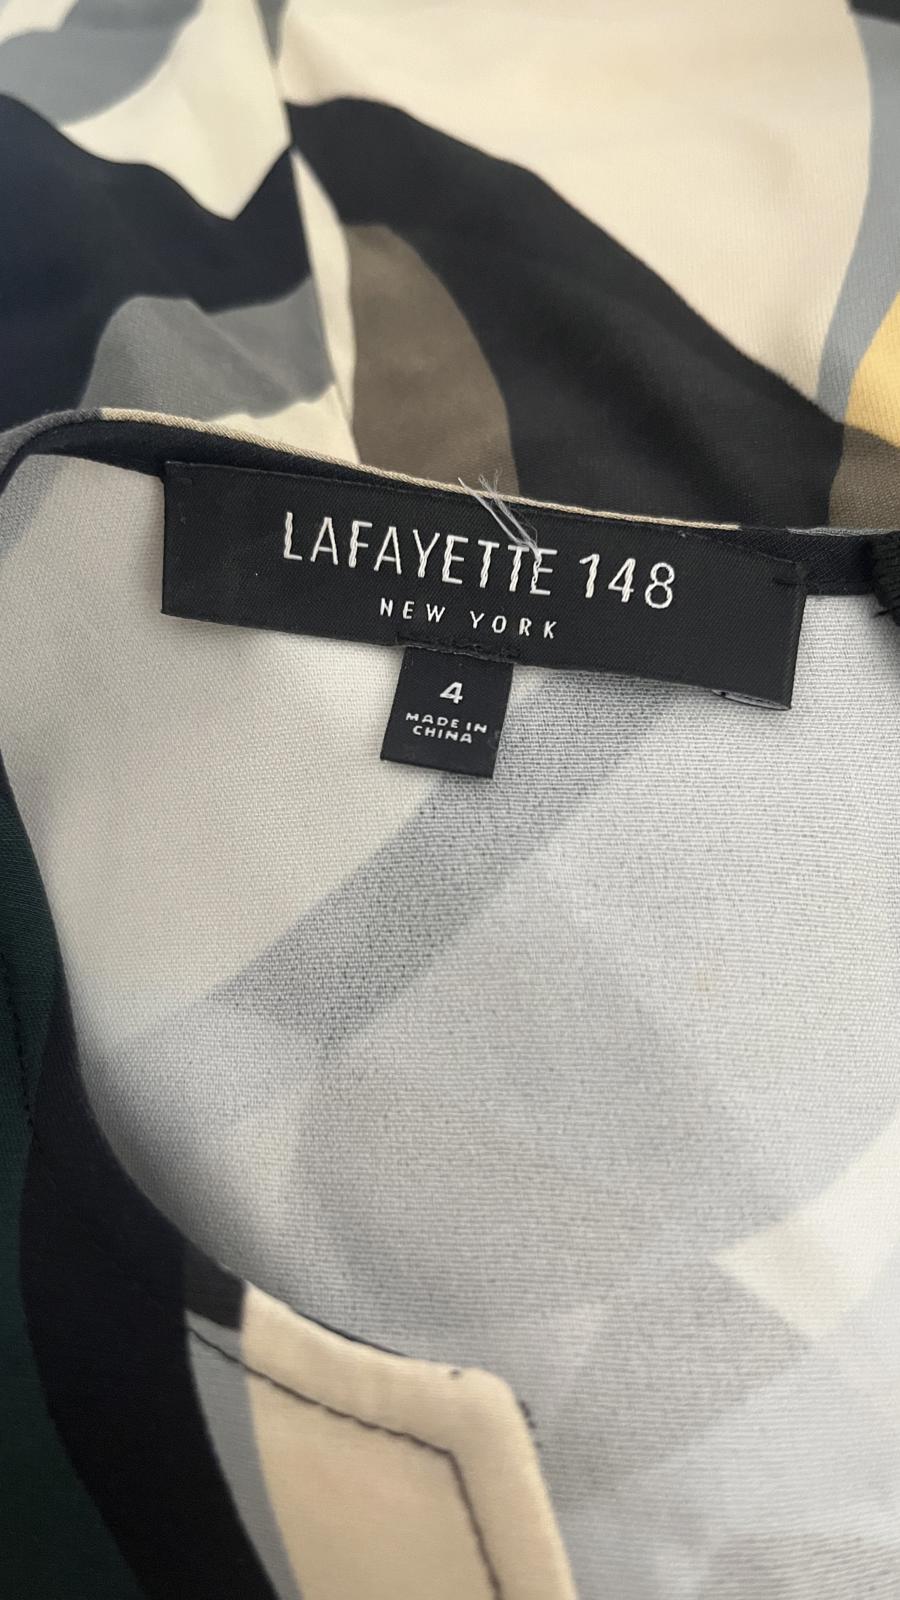 LAFAYETTE 148
NEW YORK
4
MADE IN
CHINA